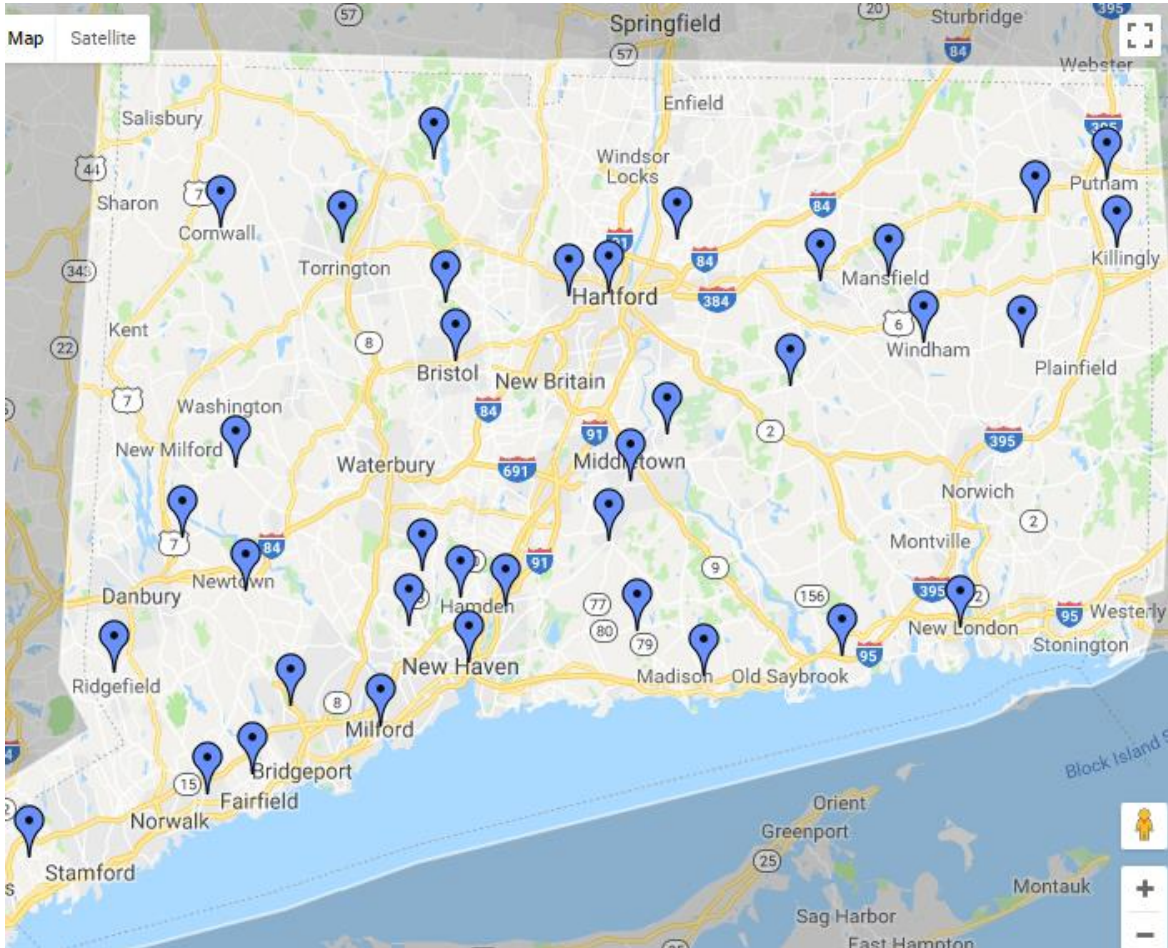 57
20
395
Springfield
Sturbridge
Map
Satellite
57
84
Webster
Enfield
Salisbury
395
Windsor
Locks
44
Putnam
7
Sharon
84
Cornwall
91
Killingly
343
Torrington
84
Mansfield
Hartford
384
Kent
6
22
8
Windham
Plainfield
Bristol
New Britain
7
Washington
84
91
2
395
New Milford
Waterbury
691
Middletown
Norwich
2
7
84
91
Montville
Newtown
9
Danbury
Hamden
77
156
395
2
95
Westerly
80
79
New London
Stonington
New Haven
95
Ridgefield
Madison
Old Saybrook
8
Milford
Bridgeport
Block Island S
15
Fairfield
Norwalk
Orient
Greenport
Stamford
25
s
Montauk
Sag Harbor
East Hampton
25